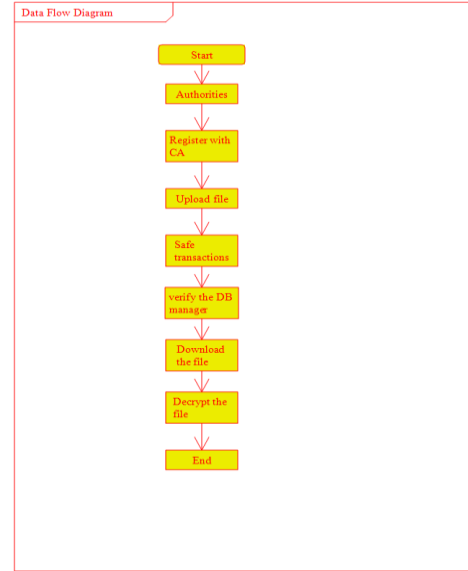 Data Flow Diagram
Start
Authorities
Register with
CA
Upload file
Safe
transactions
verify the DB
manager
Download
the file
Decrypt the
file
End